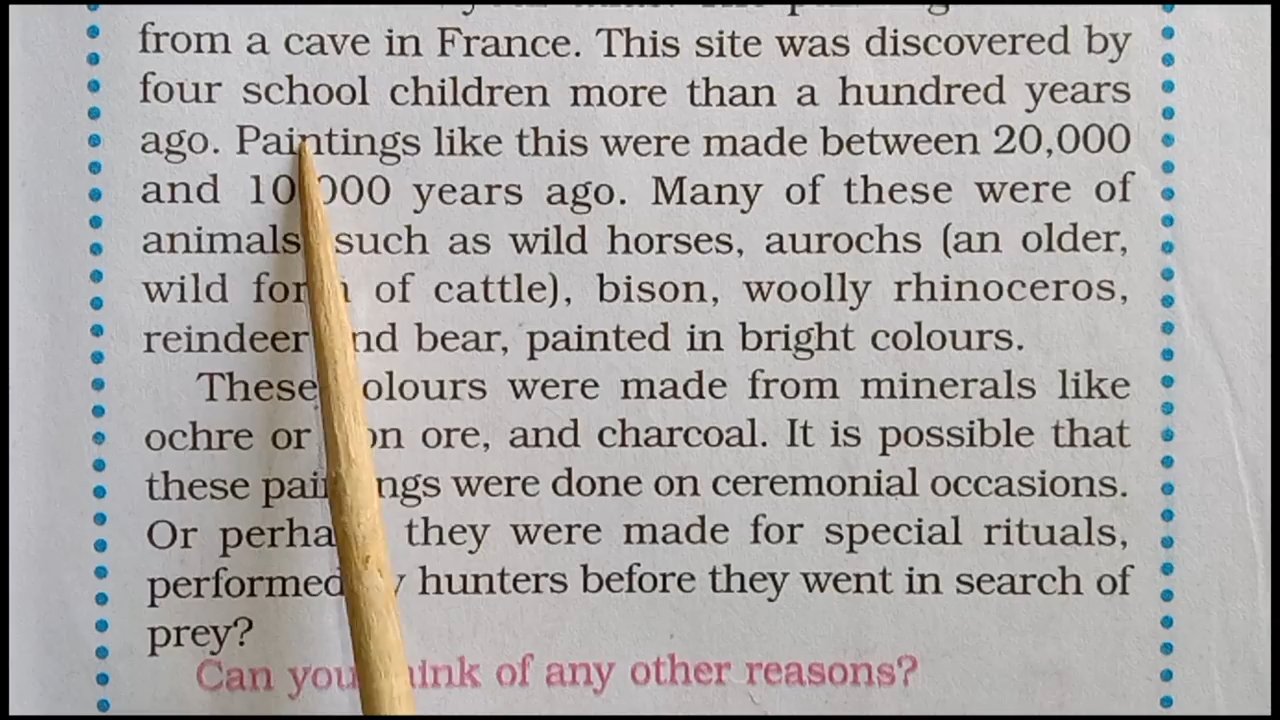 from a cave in France. This site was discovered by
four school children more than a hundred years
ago. Paintings like this were made between 20,000
and 10,000 years ago. Many of these were of
animals such as wild horses, aurochs (an older,
wild form of cattle), bison, woolly rhinoceros,
reindeer and bear, painted in bright colours.
These colours were made from minerals like
ochre or iron ore, and charcoal. It is possible that
these paintings were done on ceremonial occasions.
Or perhaps they were made for special rituals,
performed by hunters before they went in search of
prey?
Can you think of any other reasons?